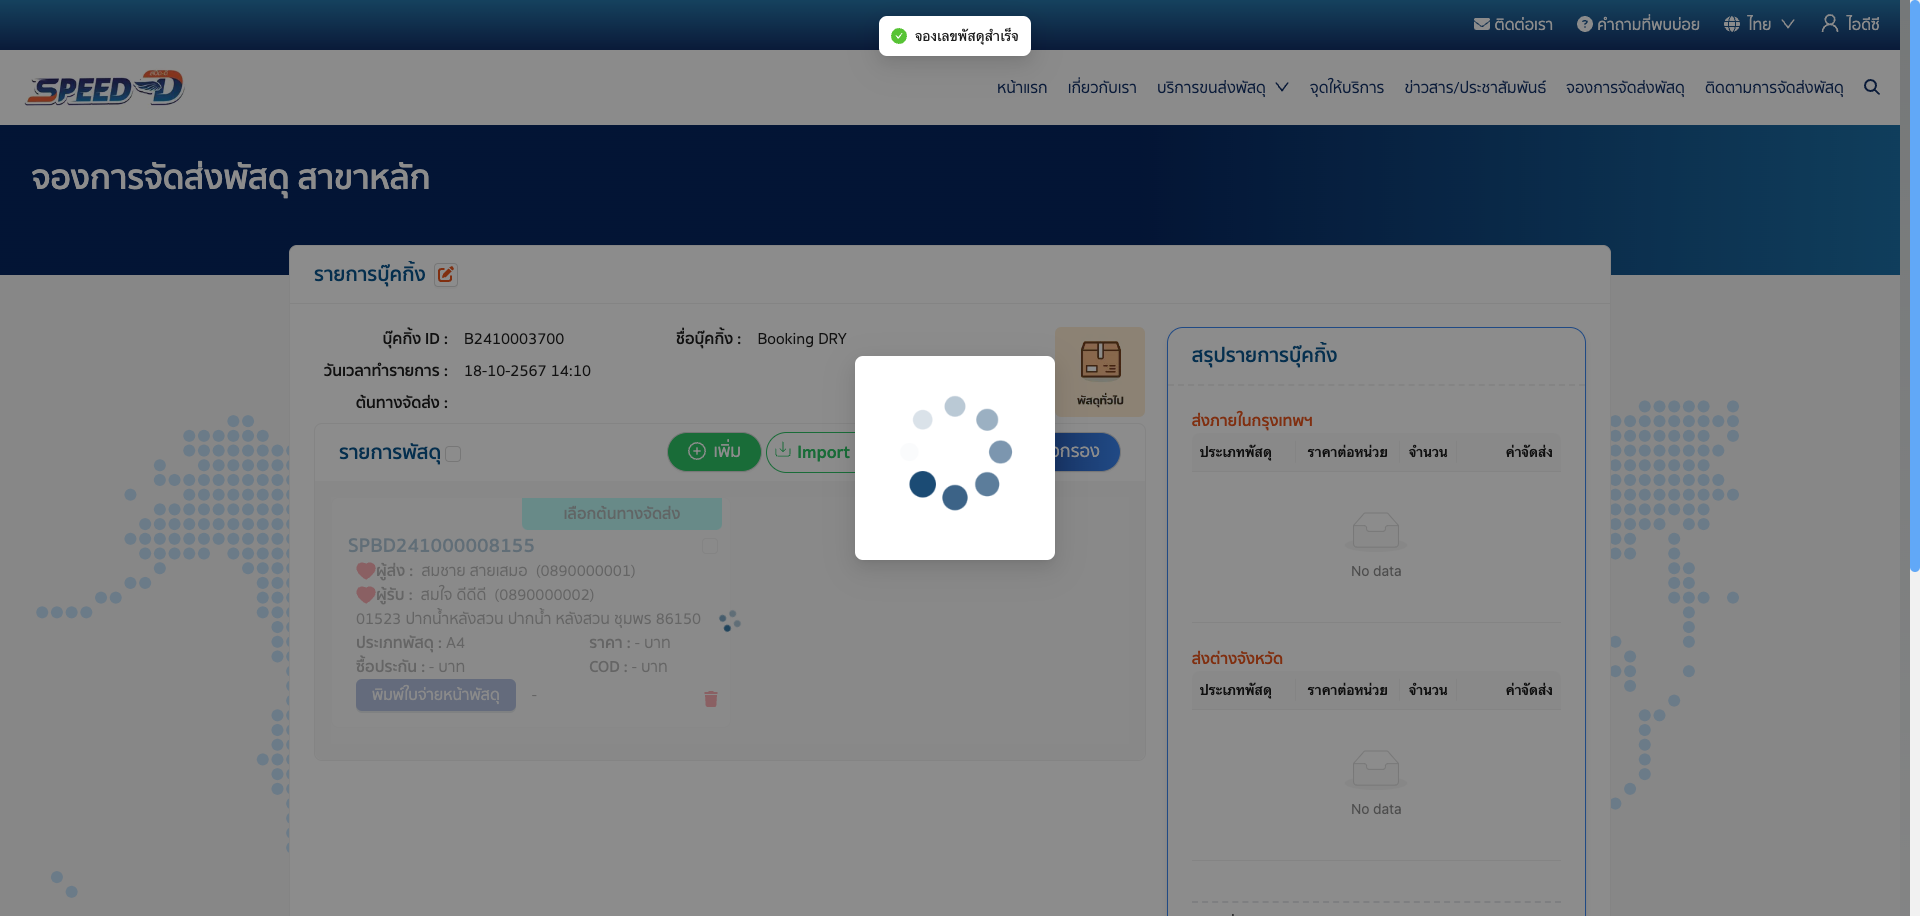 ติดต่อเรา
คำถามที่พบบ่อย
ไทย
ไอดีซี
จองเลขพัสดุสำเร็จ
SPEED-D
หน้าแรก
เกี่ยวกับเรา
บริการขนส่งพัสดุ
จุดให้บริการ
ข่าวสาร/ประชาสัมพันธ์
จองการจัดส่งพัสดุ
ติดตามการจัดส่งพัสดุ
จองการจัดส่งพัสดุ สาขาหลัก
รายการบุ๊คกิ้ง
บุ๊คกิ้ง ID : B2410003700
ชื่อบุ๊คกิ้ง : Booking DRY
วันเวลาทำรายการ : 18-10-2567 14:10
ต้นทางจัดส่ง :
พัสดุทั่วไป
รายการพัสดุ
เพิ่ม
Import
เลือกต้นทางจัดส่ง
SPBD241000008155
ผู้ส่ง : สมชาย สายเสมอ (0890000001)
ผู้รับ : สมใจ ดีดีดี (0890000002)
01523 ปากน้ำหลังสวน ปากน้ำ หลังสวน ชุมพร 86150
ประเภทพัสดุ : A4
ราคา : - บาท
ซื้อประกัน : - บาท
COD : - บาท
พิมพ์ใบจ่ายหน้าพัสดุ
-
สรุปรายการบุ๊คกิ้ง
ส่งภายในกรุงเทพฯ
ประเภทพัสดุ ราคาต่อหน่วย จำนวน ค่าจัดส่ง
No data
ส่งต่างจังหวัด
ประเภทพัสดุ ราคาต่อหน่วย จำนวน ค่าจัดส่ง
No data